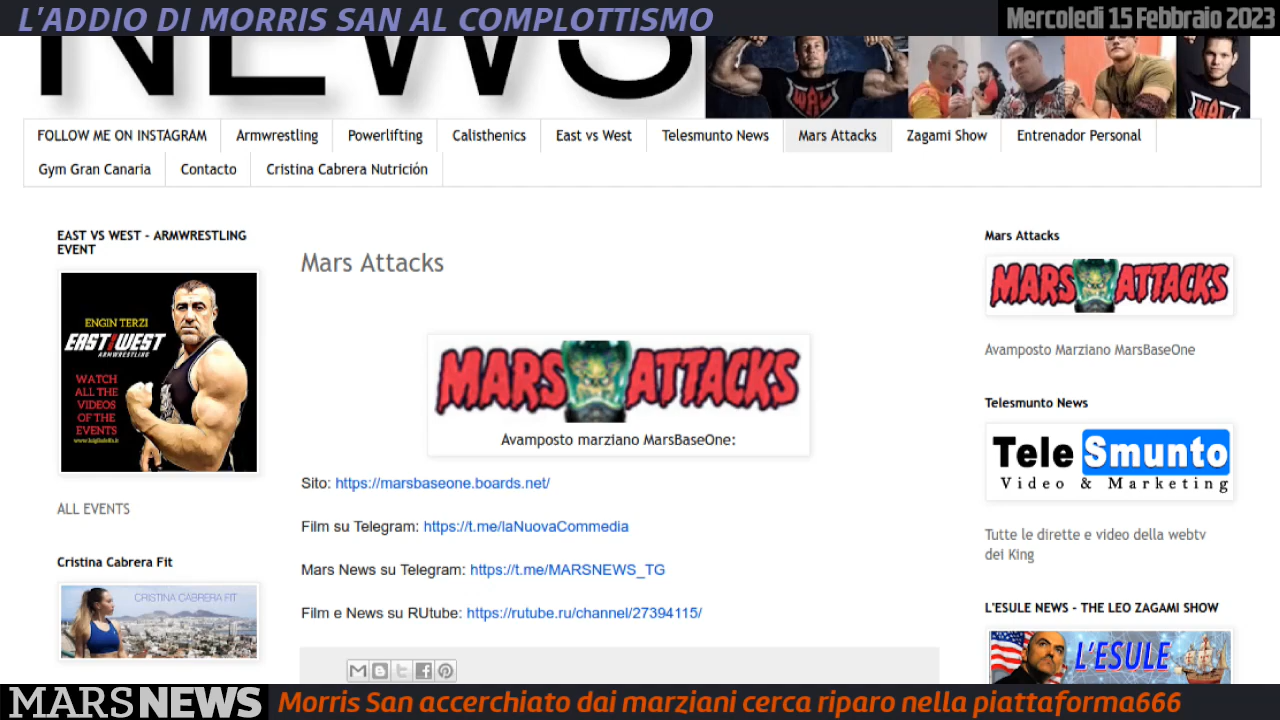 L'ADDIO DI MORRIS SAN AL COMPLOTTISMO
Mercoledì 15 Febbraio 2023
NEWS
WAL
WAL
FOLLOW ME ON INSTAGRAM
Armwrestling
Powerlifting
Calisthenics
East vs West
Telesmunto News
Mars Attacks
Zagami Show
Entrenador Personal
Gym Gran Canaria
Contacto
Cristina Cabrera Nutrición
EAST VS WEST - ARMWRESTLING
EVENT
ENGIN TERZI
EAST VS WEST
ARMWRESTLING
WATCH
ALL THE
VIDEOS
OF THE
EVENTS
ALL EVENTS
Cristina Cabrera Fit
CRISTINA CABRERA FIT
Mars Attacks
MARS ATTACKS
Avamposto marziano MarsBaseOne:
Sito: https://marsbaseone.boards.net/
Film su Telegram: https://t.me/laNuovaCommedia
Mars News su Telegram: https://t.me/MARSNEWS_TG
Film e News su RUtube: https://rutube.ru/channel/27394115/
Mars Attacks
MARS ATTACKS
Avamposto Marziano MarsBaseOne
Telesmunto News
Tele Smunto
Video & Marketing
Tutte le dirette e video della webtv
dei King
L'ESULE NEWS - THE LEO ZAGAMI SHOW
L'ESULE
MARSNEWS
Morris San accerchiato dai marziani cerca riparo nella piattaforma666